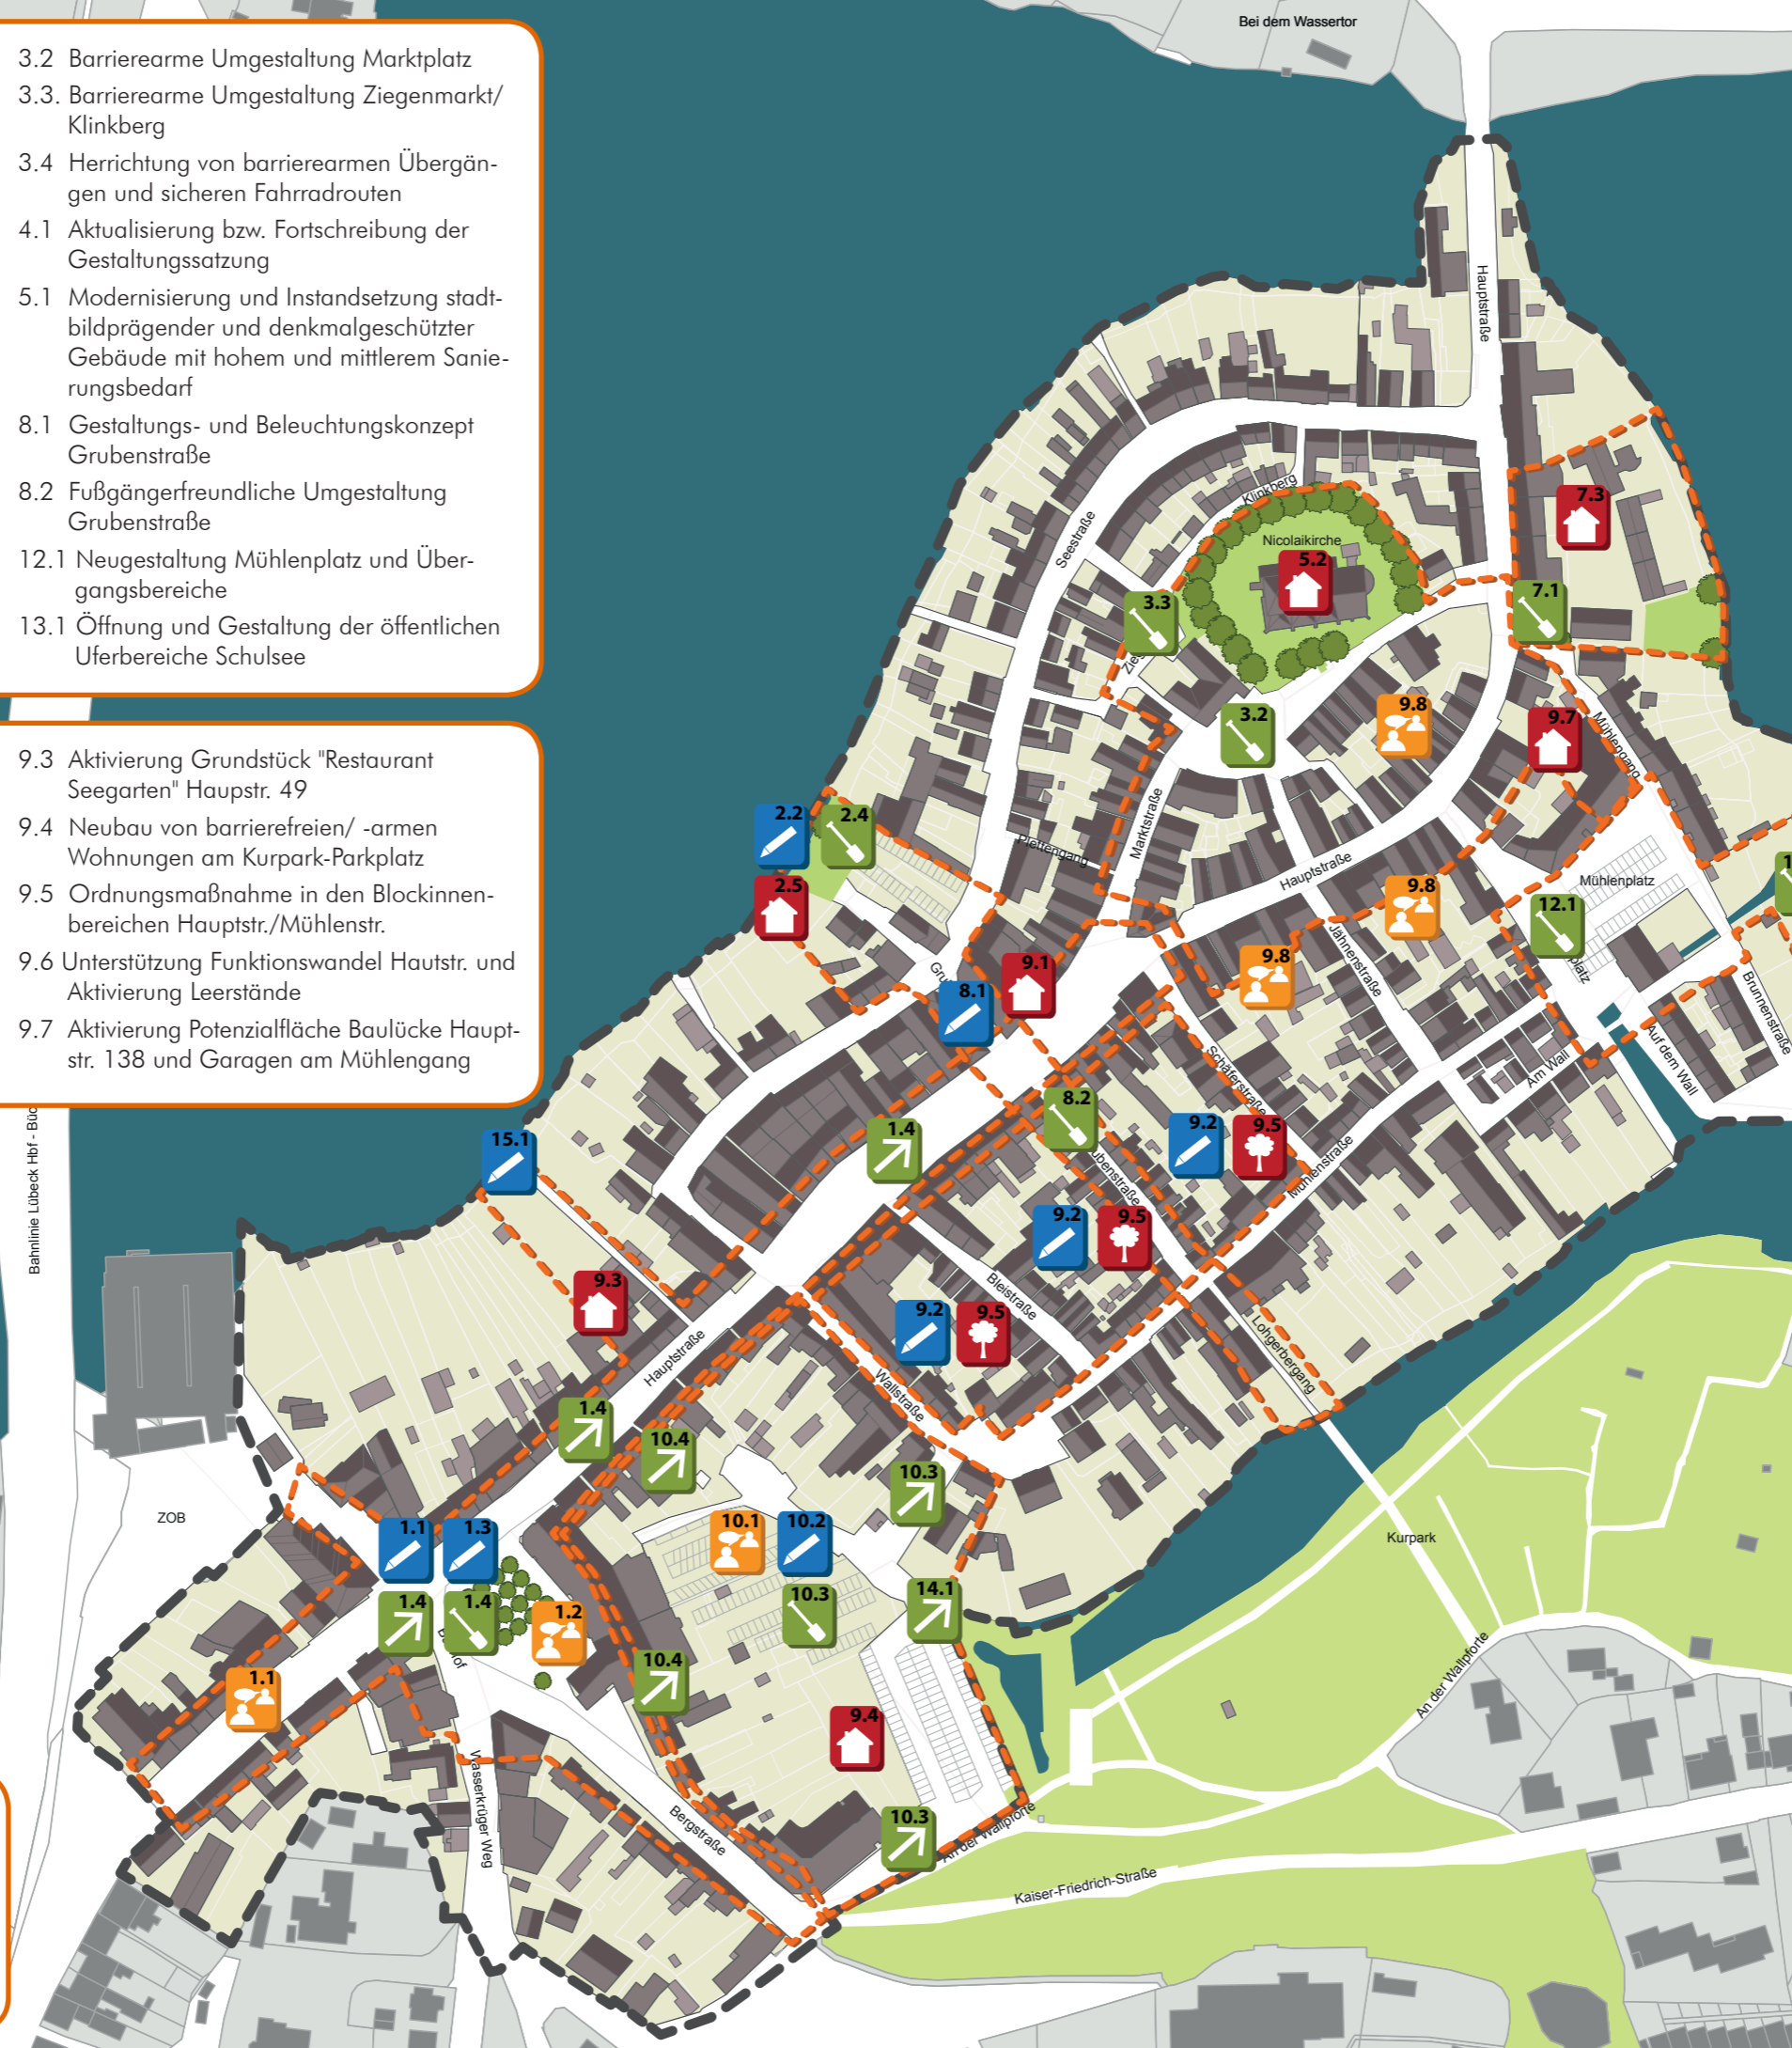 3.2 Barrierearme Umgestaltung Marktplatz
3.3. Barrierearme Umgestaltung Ziegenmarkt/
Klinkberg
3.4 Herrichtung von barrierearmen Übergän-
gen und sicheren Fahrradrouten
4.1 Aktualisierung bzw. Fortschreibung der
Gestaltungssatzung
5.1 Modernisierung und Instandsetzung stadt-
bildprägender und denkmalgeschützter
Gebäude mit hohem und mittlerem Sanie-
rungsbedarf
8.1 Gestaltungs- und Beleuchtungskonzept
Grubenstraße
8.2 Fußgängerfreundliche Umgestaltung
Grubenstraße
12.1 Neugestaltung Mühlenplatz und Über-
gangsbereiche
13.1 Öffnung und Gestaltung der öffentlichen
Uferbereiche Schulsee
9.3 Aktivierung Grundstück "Restaurant
Seegarten" Haupstr. 49
9.4 Neubau von barrierefreien/ -armen
Wohnungen am Kurpark-Parkplatz
9.5 Ordnungsmaßnahme in den Blockinnen-
bereichen Hauptstr./Mühlenstr.
9.6 Unterstützung Funktionswandel Hautstr. und
Aktivierung Leerstände
9.7 Aktivierung Potenzialfläche Baulücke Haupt-
str. 138 und Garagen am Mühlengang
Bei dem Wassertor
Hauptstraße
Klinkberg
Nicolaikirche
Seestraße
7.3
5.2
7.1
3.3
3.2
9.8
9.7
Mühlengang
Marktstraße
Plettengang
2.2
2.4
2.5
Hauptstraße
Mühlenplatz
9.8
12.1
9.8
9.1
8.1
Jähnenstraße
Brunnenstraße
Auf dem Wall
Am Wall
Schäferstraße
8.2
1.4
9.2
9.5
Mühlenstraße
15.1
9.2
9.5
Bleistraße
9.3
9.2
9.5
Lohgerbergang
Hauptstraße
Wallstraße
Bahnlinie Lübeck Hbf - Büc
1.4
10.4
10.3
ZOB
1.1
1.3
10.1
10.2
Kurpark
1.4
1.4
1.2
10.3
14.1
10.4
1.1
9.4
An der Wallpforte
Wasserkrüger Weg
Bergstraße
10.3
An der Wallpforte
Kaiser-Friedrich-Straße